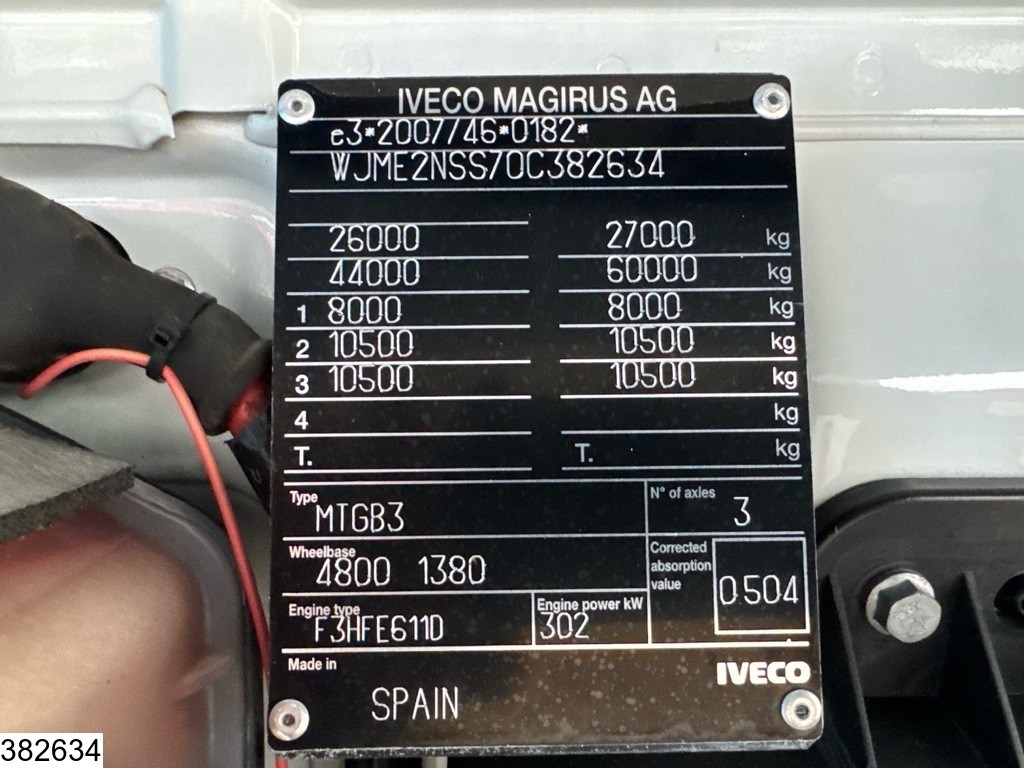 IVECO MAGIRUS AG
e3*2007/46*0182*
WJME2NSS70C382634
26000 27000 kg
44000 60000 kg
1 8000 8000 kg
2 10500 10500 kg
3 10500 10500 kg
4 kg
T. T. kg
Type MTGB3 N° of axles 3
Wheelbase 4800 1380 Corrected absorption value 0.504
Engine type F3HFE611D Engine power kW 302
Made in SPAIN IVECO
382634